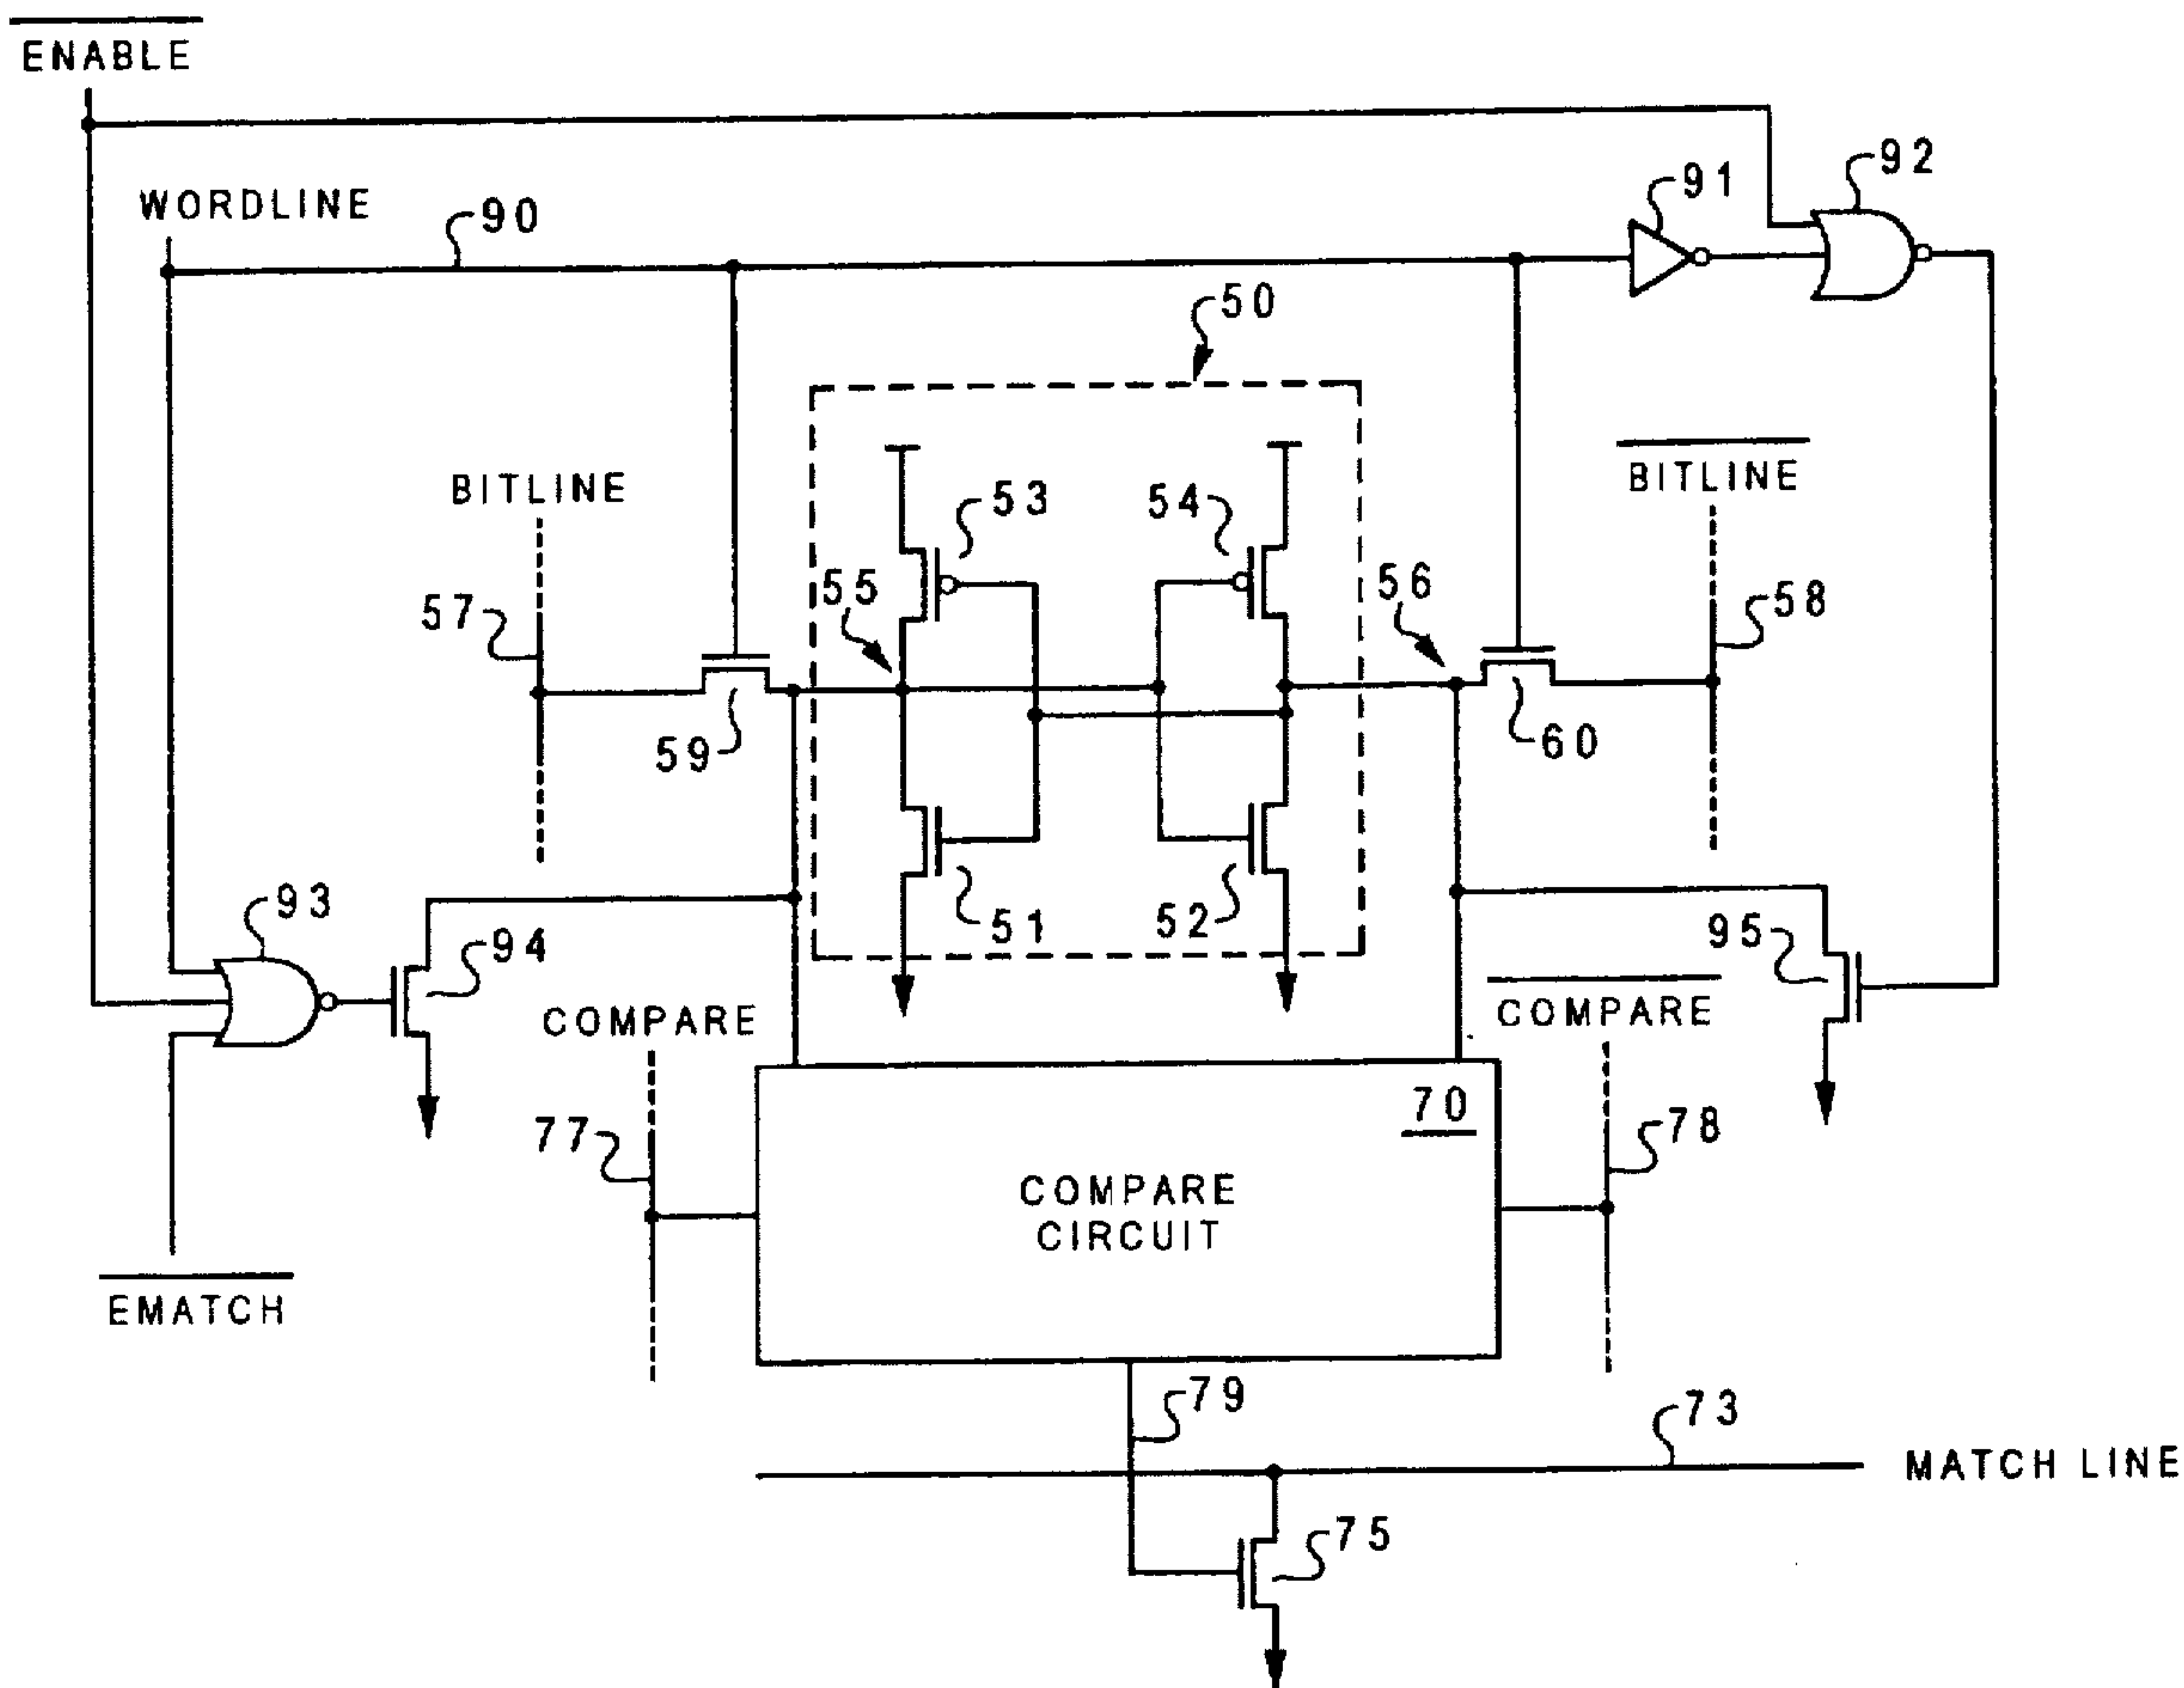 ENABLE
WORDLINE
90
91
92
50
BITLINE
BITLINE
53
54
55
56
57
58
59
60
51
52
93
94
95
COMPARE
COMPARE
70
77
78
COMPARE
CIRCUIT
EMATCH
79
73
MATCH LINE
75